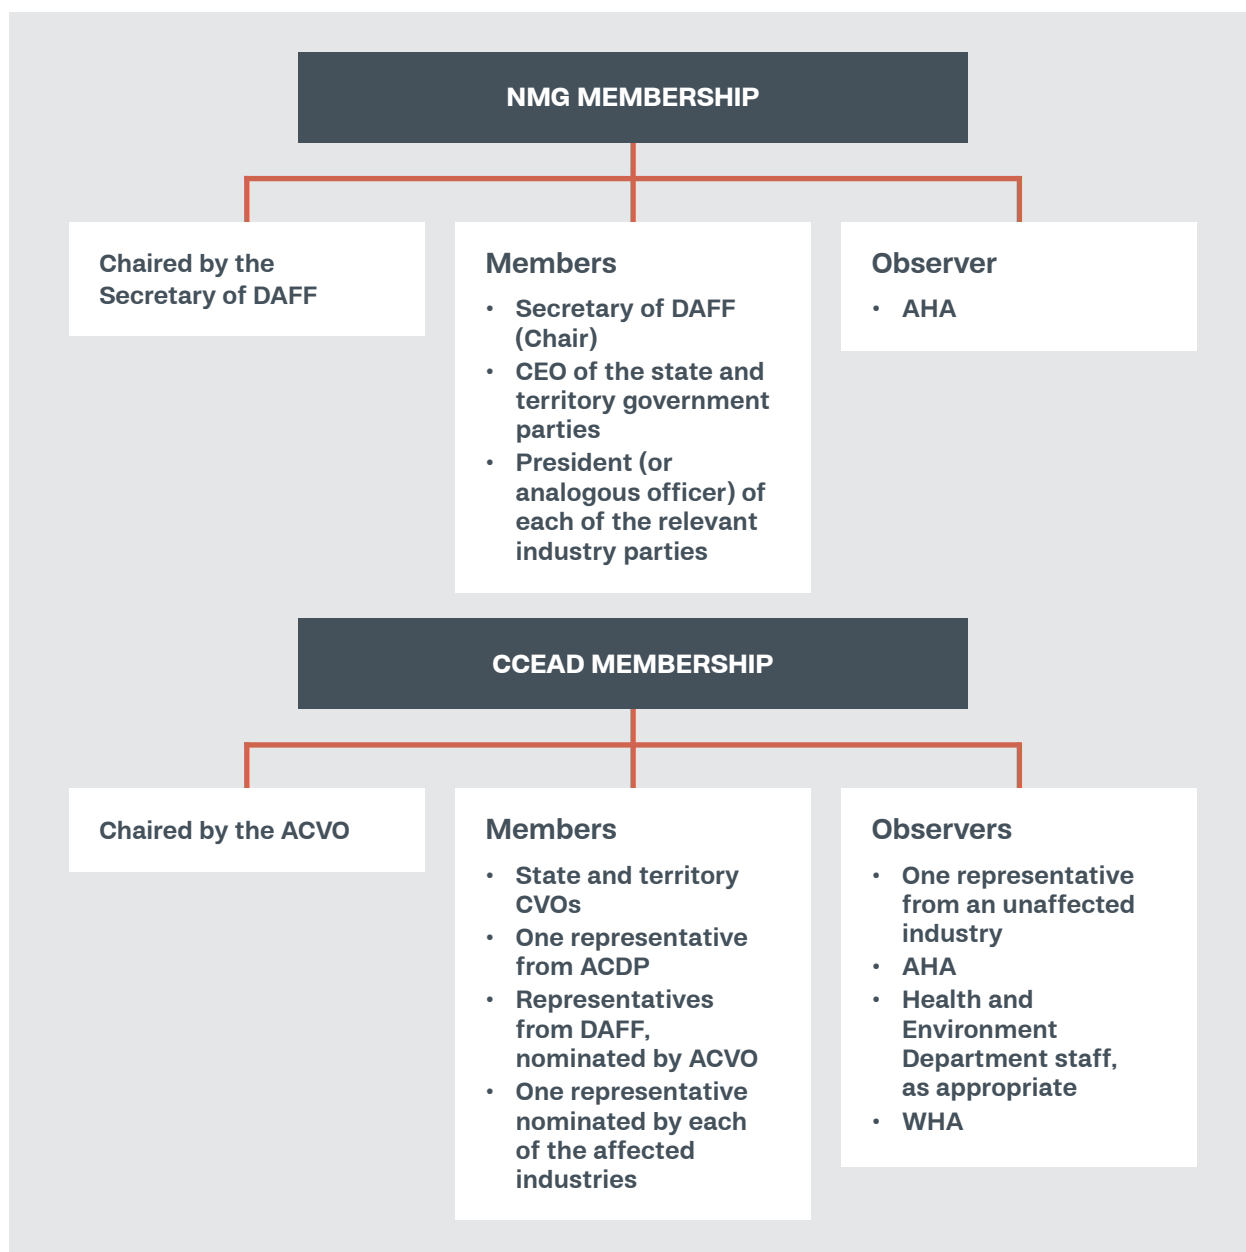 NMG MEMBERSHIP
Chaired by the
Secretary of DAFF
Members
• Secretary of DAFF
(Chair)
• CEO of the state and
territory government
parties
• President (or
analogous officer) of
each of the relevant
industry parties
Observer
• AHA
CCEAD MEMBERSHIP
Chaired by the ACVO
Members
• State and territory
CVOs
• One representative
from ACDP
• Representatives
from DAFF,
nominated by ACVO
• One representative
nominated by each
of the affected
industries
Observers
• One representative
from an unaffected
industry
• AHA
• Health and
Environment
Department staff,
as appropriate
• WHA